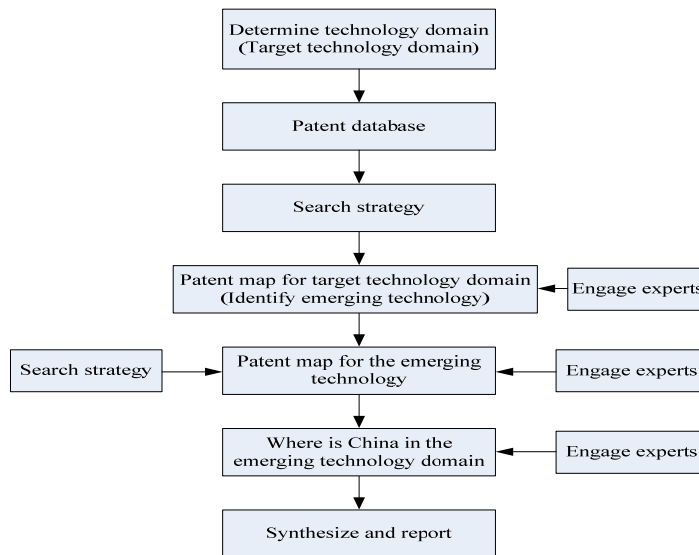 Determine technology domain
(Target technology domain)
Patent database
Search strategy
Patent map for target technology domain
(Identify emerging technology)
Engage experts
Search strategy
Patent map for the emerging
technology
Engage experts
Where is China in the
emerging technology domain
Engage experts
Synthesize and report